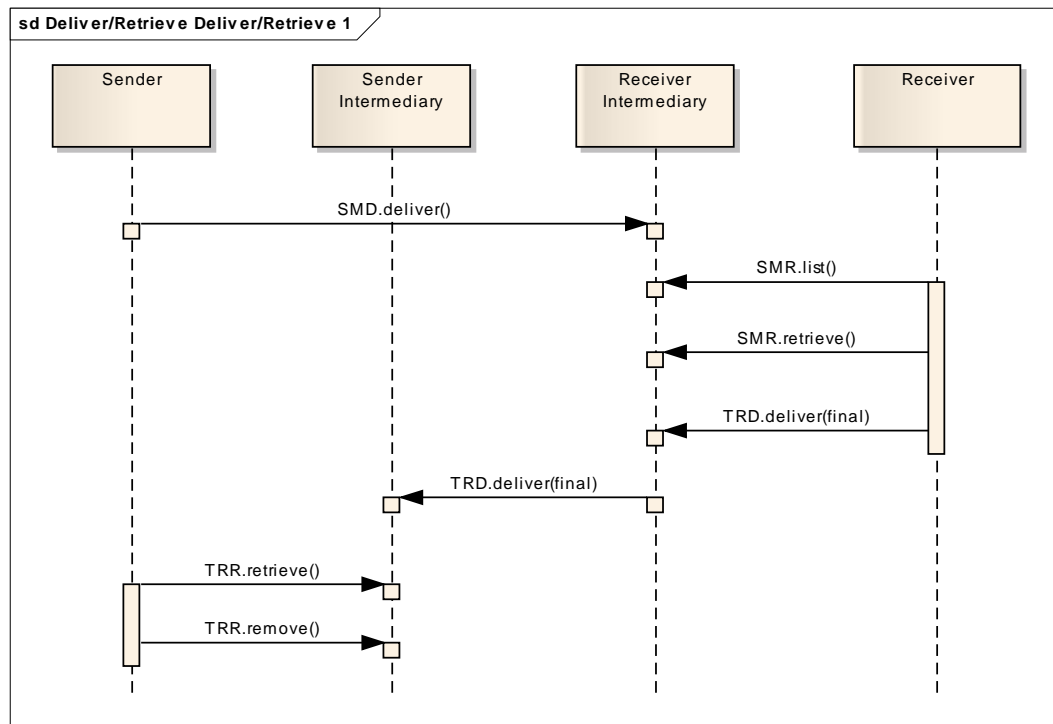 sd Deliver/Retrieve Deliver/Retrieve 1
Sender
Sender
Intermediary
Receiver
Intermediary
Receiver
SMD.deliver()
SMR.list()
SMR.retrieve()
TRD.deliver(final)
TRD.deliver(final)
TRR.retrieve()
TRR.remove()